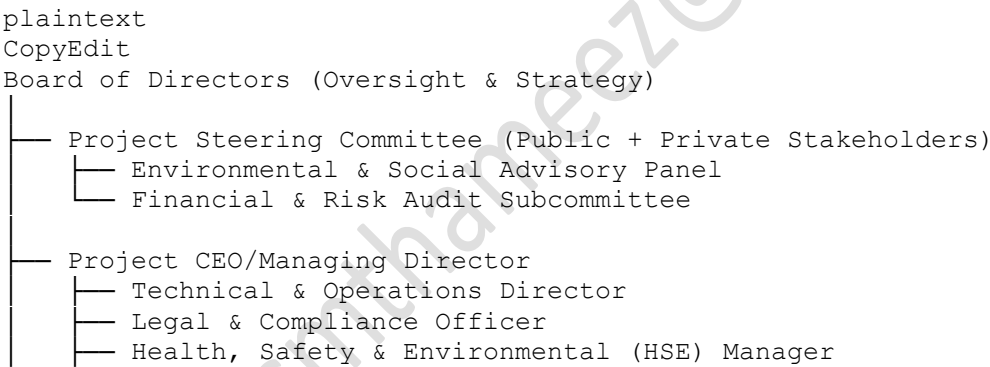 plaintext
CopyEdit
Board of Directors (Oversight & Strategy)
│
├── Project Steering Committee (Public + Private Stakeholders)
│   ├── Environmental & Social Advisory Panel
│   └── Financial & Risk Audit Subcommittee
│
├── Project CEO/Managing Director
│   ├── Technical & Operations Director
│   ├── Legal & Compliance Officer
│   ├── Health, Safety & Environmental (HSE) Manager
smthameez@